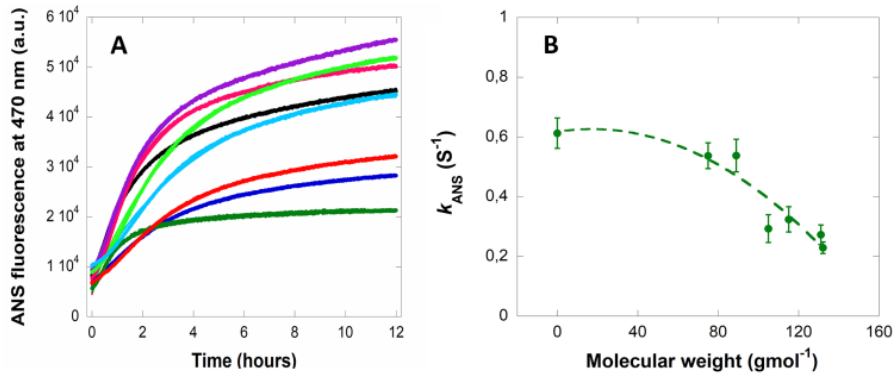 A
ANS fluorescence at 470 nm (a.u.)
6 10⁴
5 10⁴
4 10⁴
3 10⁴
2 10⁴
1 10⁴
0
0 2 4 6 8 10 12
Time (hours)
B
k_ANS (S⁻¹)
1
0,8
0,6
0,4
0,2
0
0 40 80 120 160
Molecular weight (gmol⁻¹)